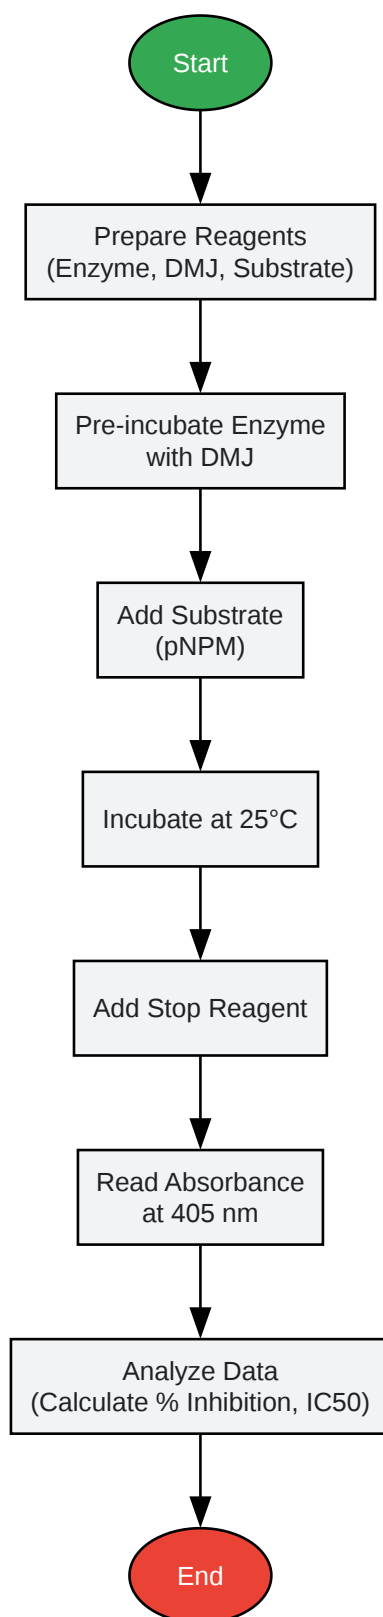 Start
Prepare Reagents
(Enzyme, DMJ, Substrate)
Pre-incubate Enzyme
with DMJ
Add Substrate
(pNPM)
Incubate at 25°C
Add Stop Reagent
Read Absorbance
at 405 nm
Analyze Data
(Calculate % Inhibition, IC50)
End